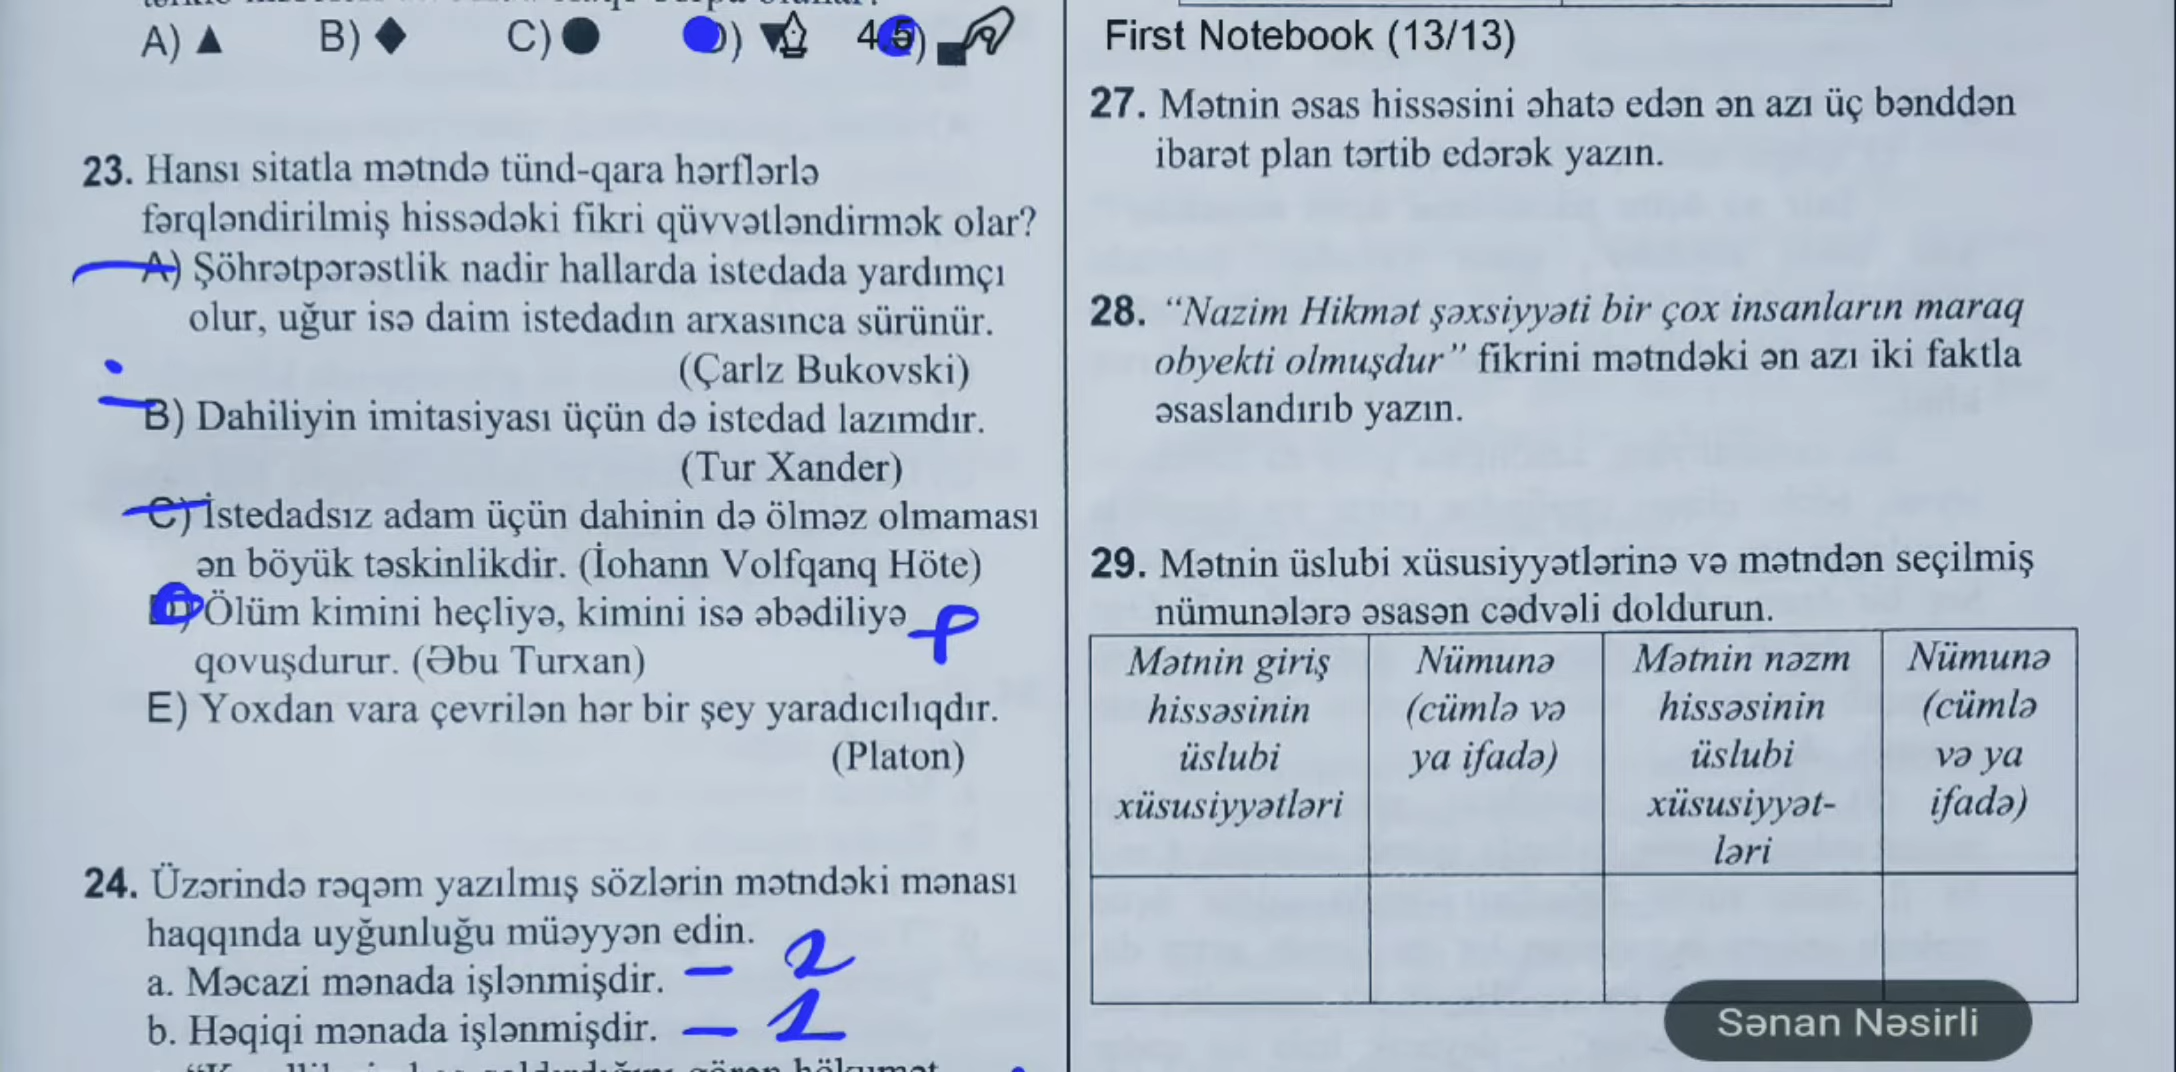 A) ▲ B) ◆ C) ● D) ▼ 4.5 ) ■
23. Hansı sitatla mətndə tünd-qara hərflərlə
fərqləndirilmiş hissədəki fikri qüvvətləndirmək olar?
A) Şöhrətpərəstlik nadir hallarda istedada yardımçı
olur, uğur isə daim istedadın arxasınca sürünür.
(Çarlz Bukovski)
B) Dahiliyin imitasiyası üçün də istedad lazımdır.
(Tur Xander)
C) İstedadsız adam üçün dahinin də ölməz olmaması
ən böyük təskinlikdir. (İohann Volfqanq Höte)
D) Ölüm kimini heçliyə, kimini isə əbədiliyə
qovuşdurur. (Əbu Turxan)
E) Yoxdan vara çevrilən hər bir şey yaradıcılıqdır.
(Platon)
24. Üzərində rəqəm yazılmış sözlərin mətndəki mənası
haqqında uyğunluğu müəyyən edin.
a. Məcazi mənada işlənmişdir. – 2
b. Həqiqi mənada işlənmişdir. – 1
First Notebook (13/13)
27. Mətnin əsas hissəsini əhatə edən ən azı üç bənddən
ibarət plan tərtib edərək yazın.
28. “Nazim Hikmət şəxsiyyəti bir çox insanların maraq
obyekti olmuşdur” fikrini mətndəki ən azı iki faktla
əsaslandırıb yazın.
29. Mətnin üslubi xüsusiyyətlərinə və mətndən seçilmiş
nümunələrə əsasən cədvəli doldurun.
Mətnin giriş Nümunə Mətnin nəzm Nümunə
hissəsinin (cümlə və hissəsinin (cümlə
üslubi ya ifadə) üslubi və ya
xüsusiyyətləri xüsusiyyət- ifadə)
ləri
Sənan Nəsirli